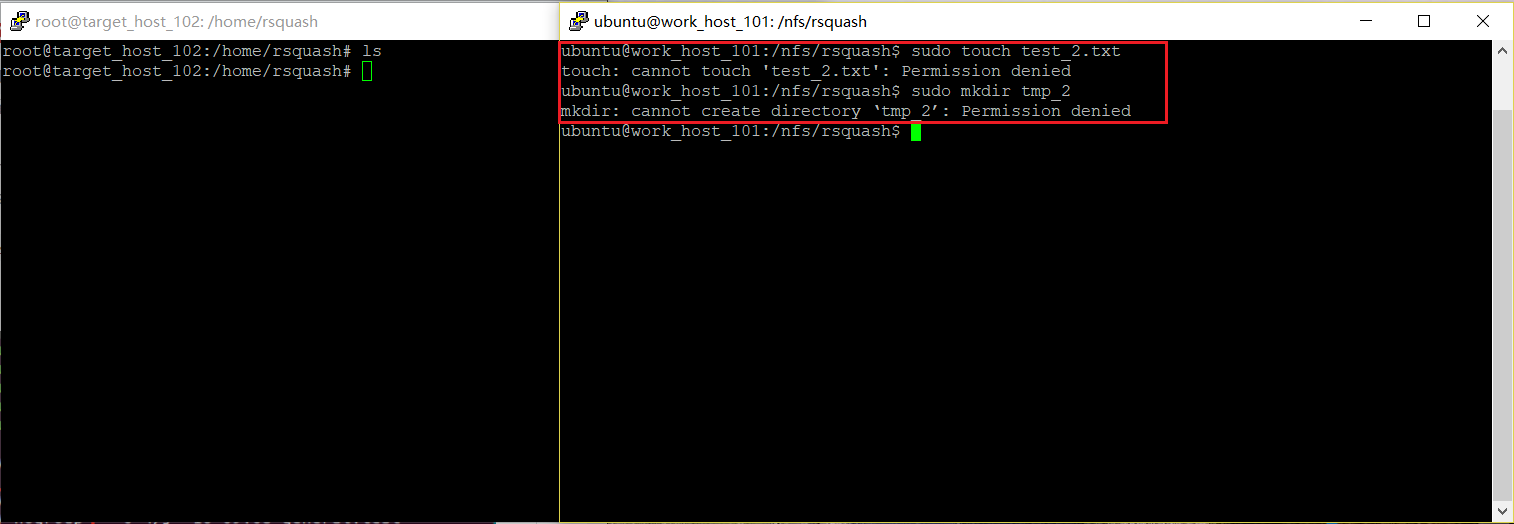 root@target_host_102: /home/rsquash
root@target_host_102:/home/rsquash# ls
root@target_host_102:/home/rsquash#
ubuntu@work_host_101: /nfs/rsquash
ubuntu@work_host_101:/nfs/rsquash$ sudo touch test_2.txt
touch: cannot touch 'test_2.txt': Permission denied
ubuntu@work_host_101:/nfs/rsquash$ sudo mkdir tmp_2
mkdir: cannot create directory ‘tmp_2’: Permission denied
ubuntu@work_host_101:/nfs/rsquash$